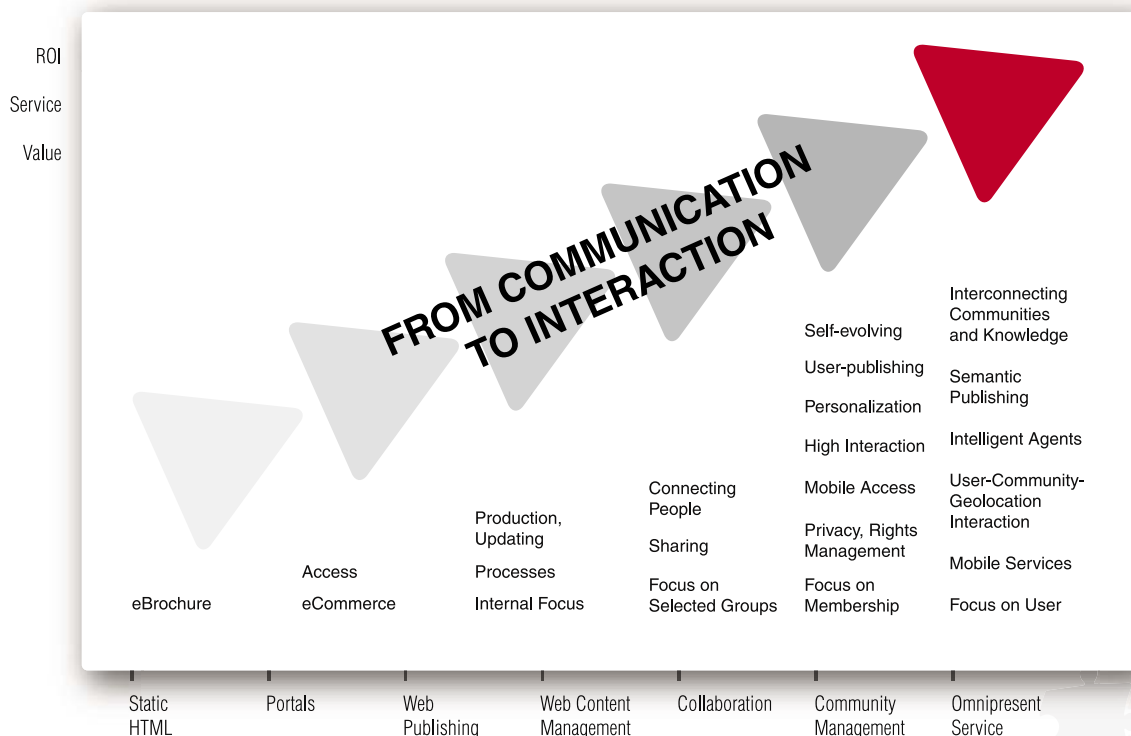 ROI
Service
Value
FROM COMMUNICATION
TO INTERACTION
eBrochure
Access
eCommerce
Production,
Updating
Processes
Internal Focus
Connecting
People
Sharing
Focus on
Selected Groups
Self-evolving
User-publishing
Personalization
High Interaction
Mobile Access
Privacy, Rights
Management
Focus on
Membership
Interconnecting
Communities
and Knowledge
Semantic
Publishing
Intelligent Agents
User-Community-
Geolocation
Interaction
Mobile Services
Focus on User
Static
HTML
Portals
Web
Publishing
Web Content
Management
Collaboration
Community
Management
Omnipresent
Service